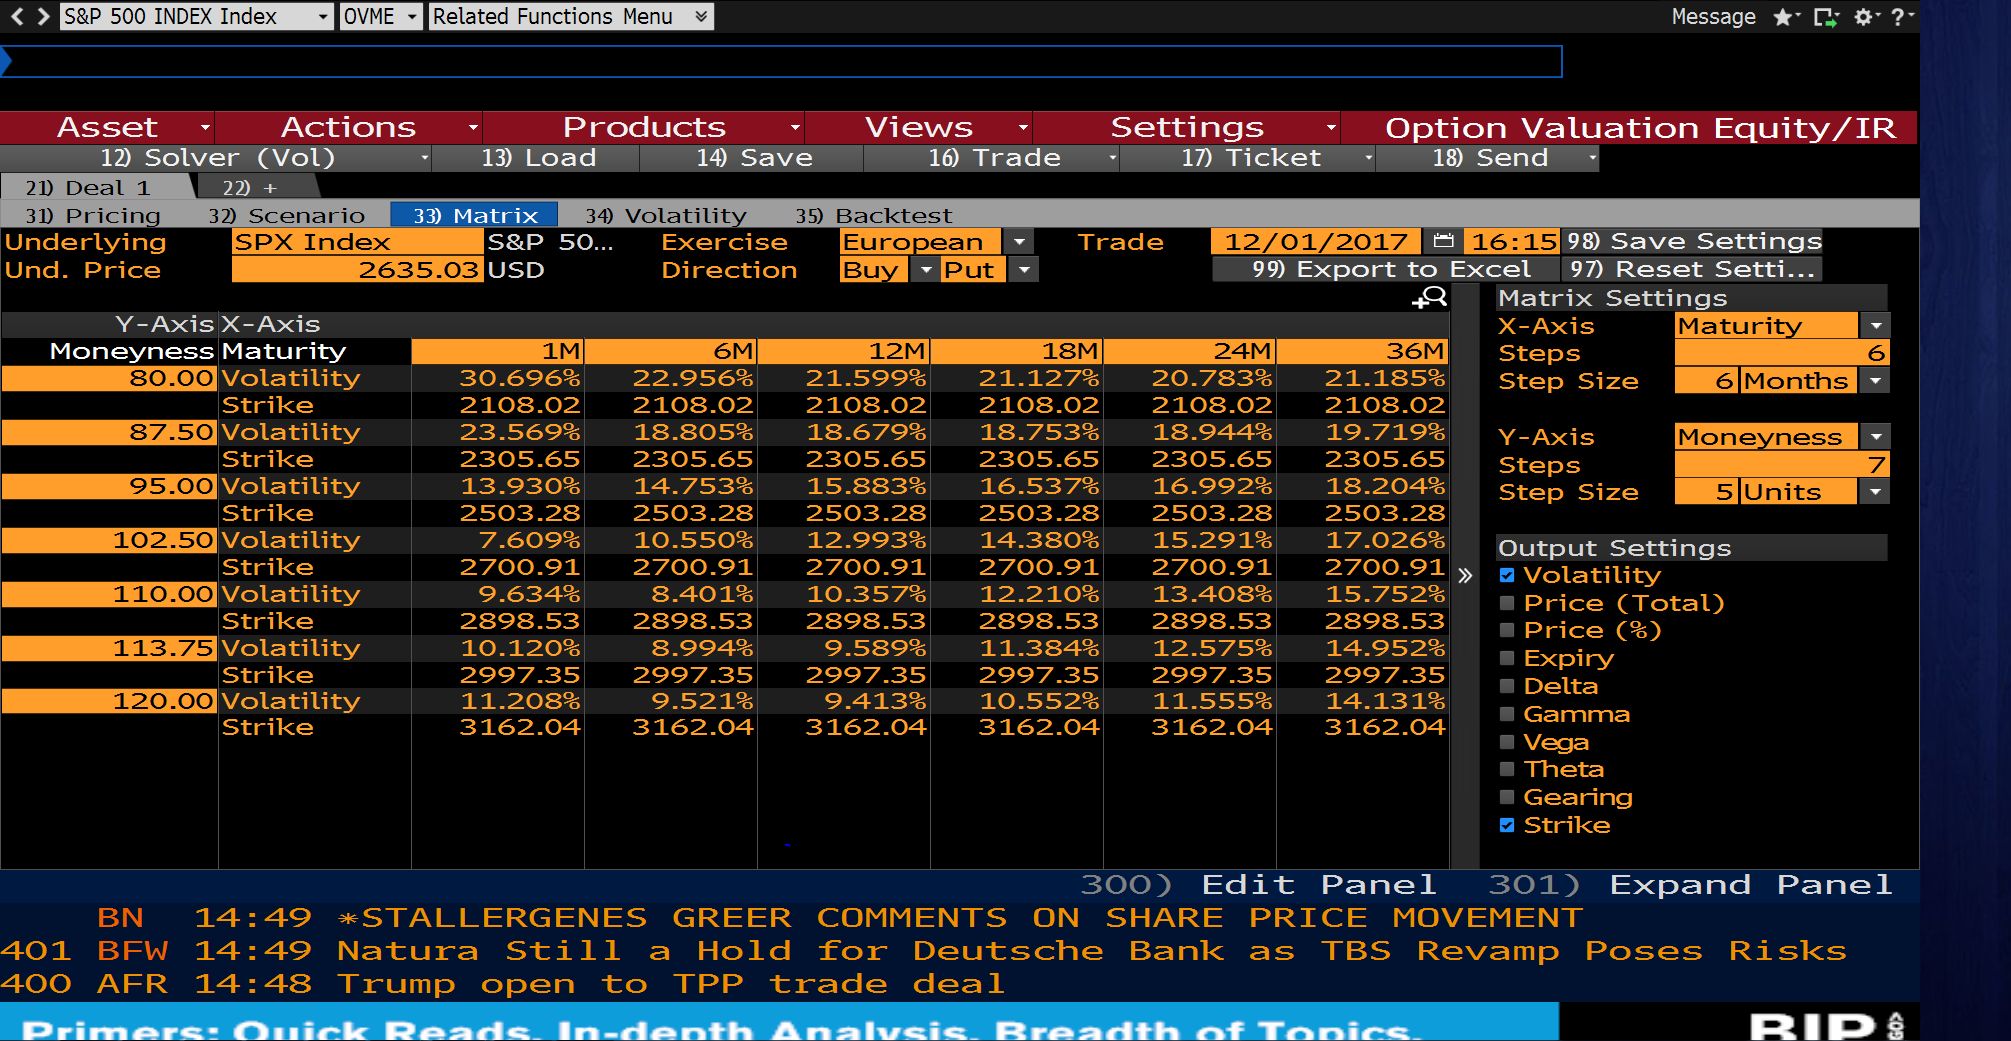 S&P 500 INDEX Index OVME Related Functions Menu Message
Asset Actions Products Views Settings Option Valuation Equity/IR
12) Solver (Vol) 13) Load 14) Save 16) Trade 17) Ticket 18) Send
21) Deal 1 22) +
31) Pricing 32) Scenario 33) Matrix 34) Volatility 35) Backtest
Underlying SPX Index S&P 50... Exercise European Trade 12/01/2017 16:15 98) Save Settings
Und. Price 2635.03 USD Direction Buy Put 99) Export to Excel 97) Reset Setti...
Y-Axis X-Axis
Moneyness Maturity 1M 6M 12M 18M 24M 36M
80.00 Volatility 30.696% 22.956% 21.599% 21.127% 20.783% 21.185%
Strike 2108.02 2108.02 2108.02 2108.02 2108.02 2108.02
87.50 Volatility 23.569% 18.805% 18.679% 18.753% 18.944% 19.719%
Strike 2305.65 2305.65 2305.65 2305.65 2305.65 2305.65
95.00 Volatility 13.930% 14.753% 15.883% 16.537% 16.992% 18.204%
Strike 2503.28 2503.28 2503.28 2503.28 2503.28 2503.28
102.50 Volatility 7.609% 10.550% 12.993% 14.380% 15.291% 17.026%
Strike 2700.91 2700.91 2700.91 2700.91 2700.91 2700.91
110.00 Volatility 9.634% 8.401% 10.357% 12.210% 13.408% 15.752%
Strike 2898.53 2898.53 2898.53 2898.53 2898.53 2898.53
113.75 Volatility 10.120% 8.994% 9.589% 11.384% 12.575% 14.952%
Strike 2997.35 2997.35 2997.35 2997.35 2997.35 2997.35
120.00 Volatility 11.208% 9.521% 9.413% 10.552% 11.555% 14.131%
Strike 3162.04 3162.04 3162.04 3162.04 3162.04 3162.04
Matrix Settings
X-Axis Maturity
Steps 6
Step Size 6 Months
Y-Axis Moneyness
Steps 7
Step Size 5 Units
Output Settings
Volatility
Price (Total)
Price (%)
Expiry
Delta
Gamma
Vega
Theta
Gearing
Strike
300) Edit Panel 301) Expand Panel
BN 14:49 *STALLERGENES GREER COMMENTS ON SHARE PRICE MOVEMENT
401 BFW 14:49 Natura Still a Hold for Deutsche Bank as TBS Revamp Poses Risks
400 AFR 14:48 Trump open to TPP trade deal
Primers: Quick Reads. In-depth Analysis. Breadth of Topics.
BIP